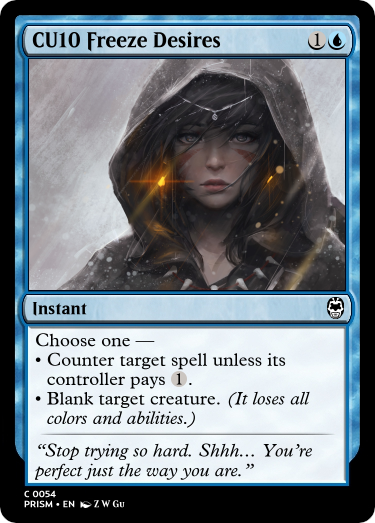 CU10 Freeze Desires 1
Instant
Choose one —
• Counter target spell unless its
controller pays 1.
• Blank target creature. (It loses all
colors and abilities.)
“Stop trying so hard. Shhh… You’re
perfect just the way you are.”
C 0054
PRISM • EN Z W Gu